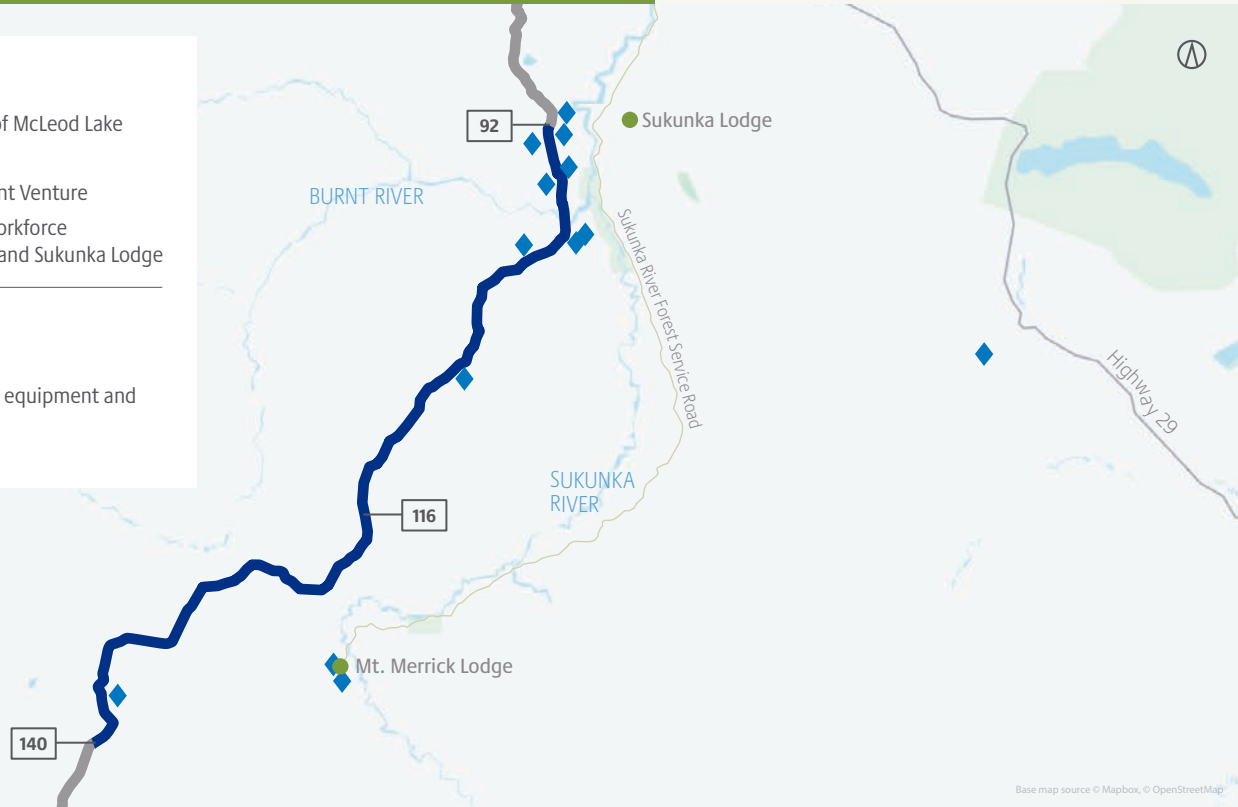 of McLeod Lake
nt Venture
orkforce
and Sukunka Lodge
equipment and
92
Sukunka Lodge
BURNT RIVER
Sukunka River Forest Service Road
Highway 29
SUKUNKA
RIVER
116
Mt. Merrick Lodge
140
Base map source © Mapbox, © OpenStreetMap